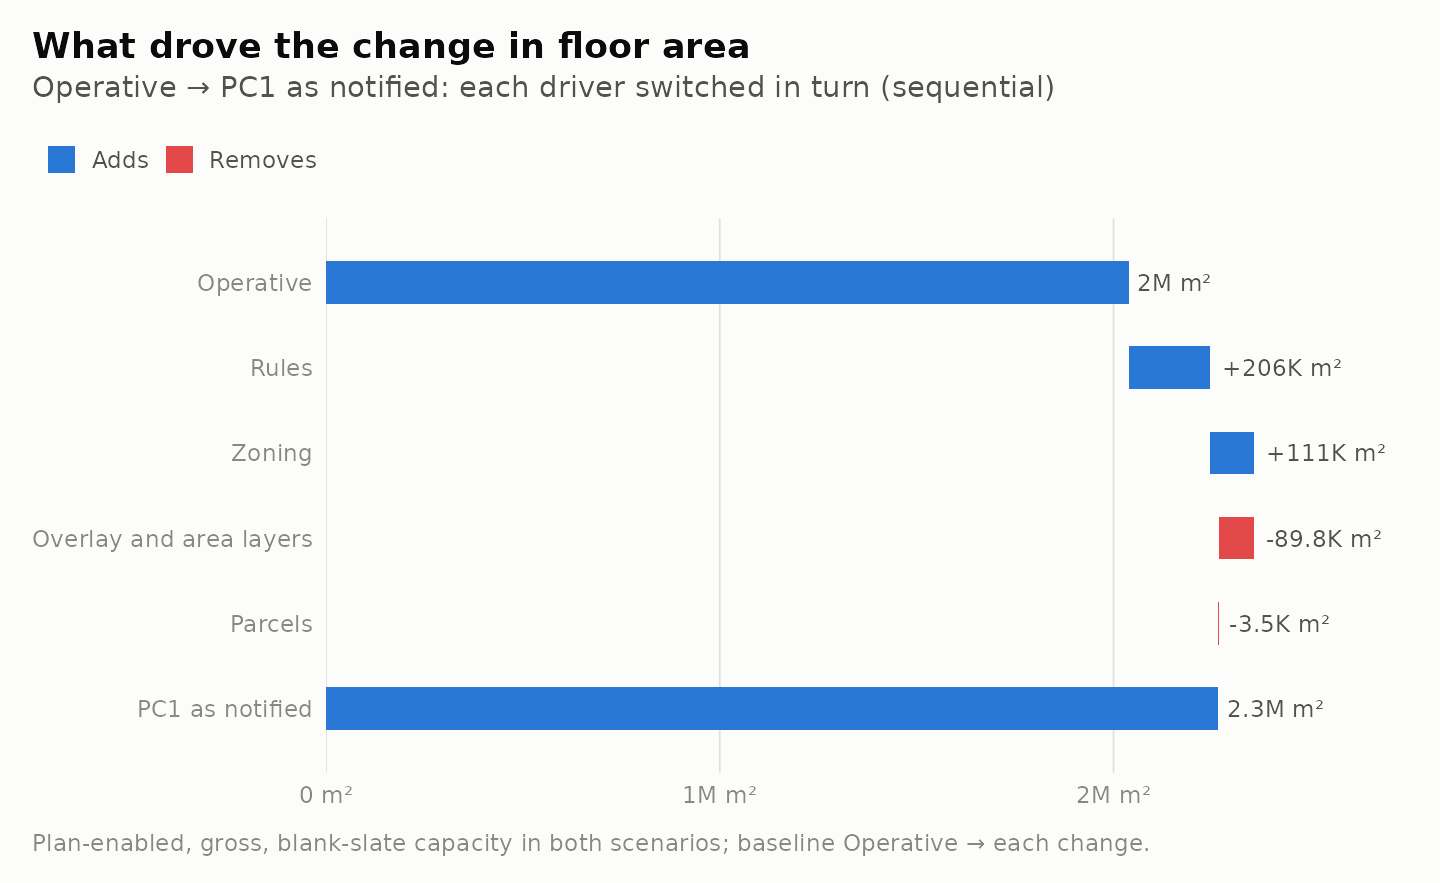 What drove the change in floor area
Operative → PC1 as notified: each driver switched in turn (sequential)
Adds Removes
Operative 2M m²
Rules +206K m²
Zoning +111K m²
Overlay and area layers -89.8K m²
Parcels -3.5K m²
PC1 as notified 2.3M m²
0 m² 1M m² 2M m²
Plan-enabled, gross, blank-slate capacity in both scenarios; baseline Operative → each change.